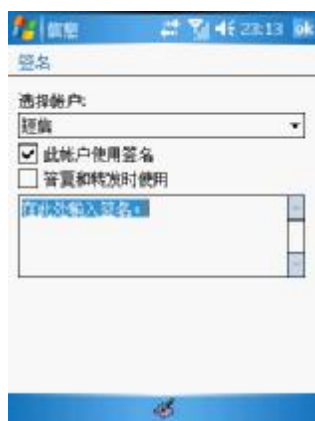 信息 23:13 ok
签名
选择帐户:
短信
此帐户使用签名
答复和转发时使用
在此处输入签名。